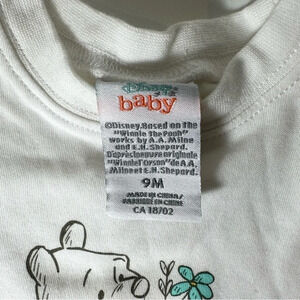 Disney
baby
©Disney. Based on the
"Winnie the Pooh"
works by A.A. Milne
and E.H. Shepard.
D'après l'œuvre originale
"Winnie l'ourson" de A.A.
Milne et E.H. Shepard.
9M
MADE IN CHINA/
FABRIQUÉ EN CHINE
CA 18702